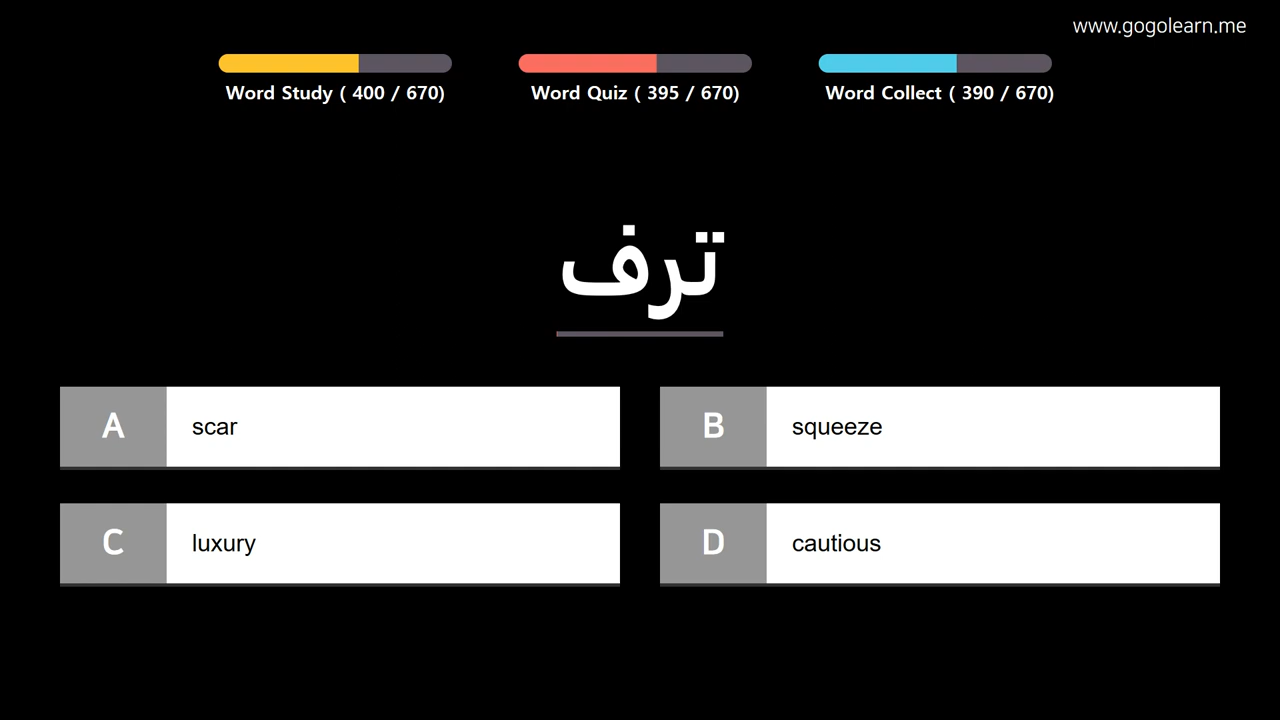 www.gogolearn.me
Word Study ( 400 / 670)
Word Quiz ( 395 / 670)
Word Collect ( 390 / 670)
ترف
A
scar
B
squeeze
C
luxury
D
cautious